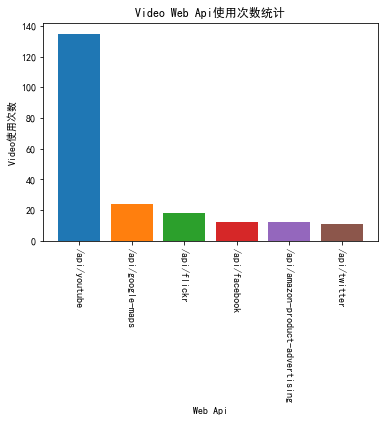 Video Web Api使用次数统计
Video使用次数
140
120
100
80
60
40
20
0
/api/youtube
/api/google-maps
/api/flickr
/api/facebook
/api/amazon-product-advertising
/api/twitter
Web Api